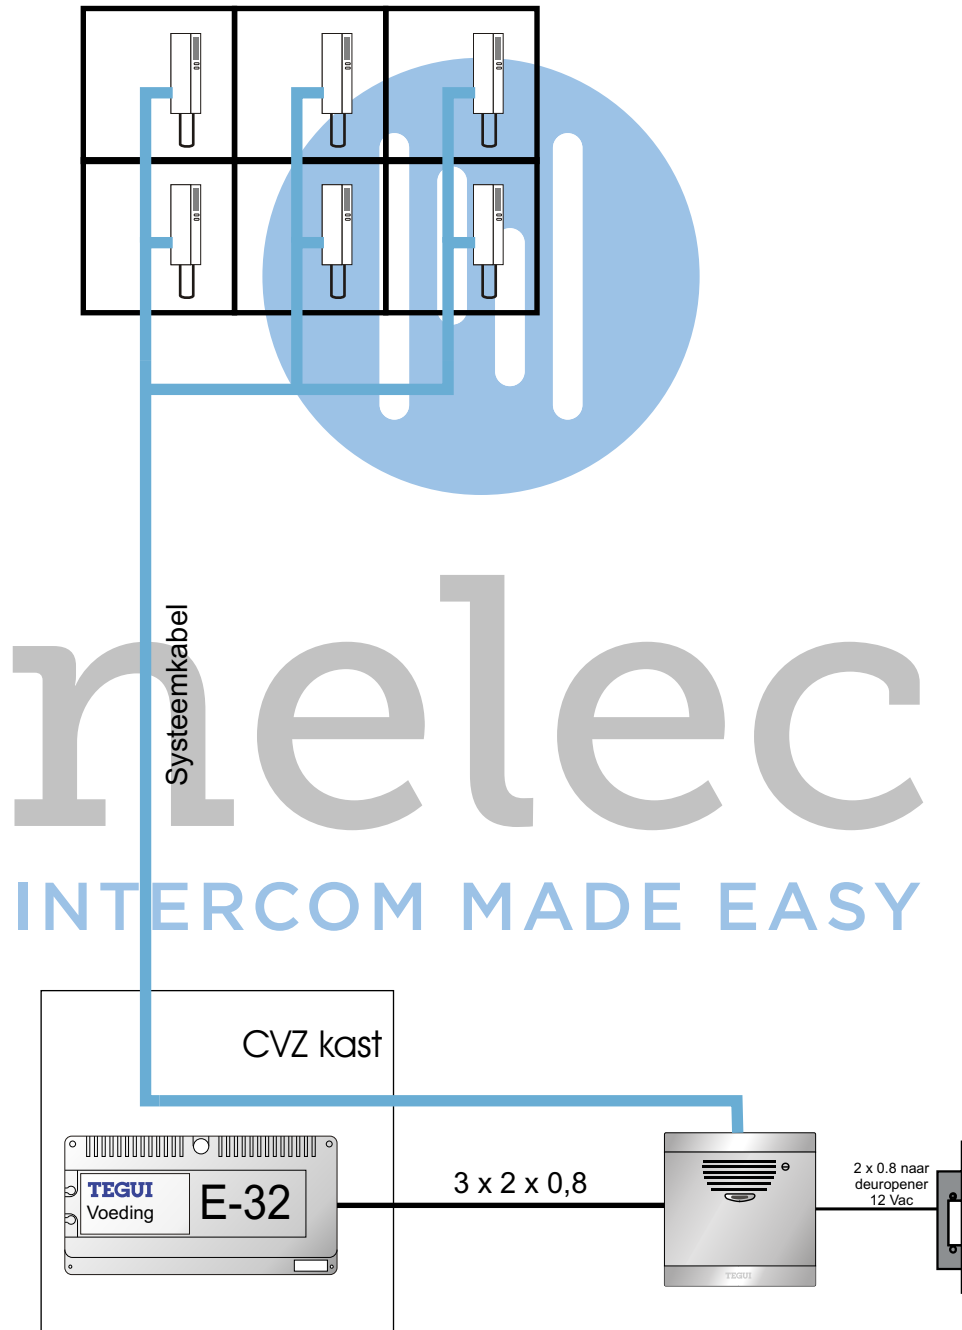 Systeemkabel
nelec
INTERCOM MADE EASY
CVZ kast
TEGUI
Voeding
E-32
3 x 2 x 0,8
2 x 0.8 naar
deuropener
12 Vac
TEGUI